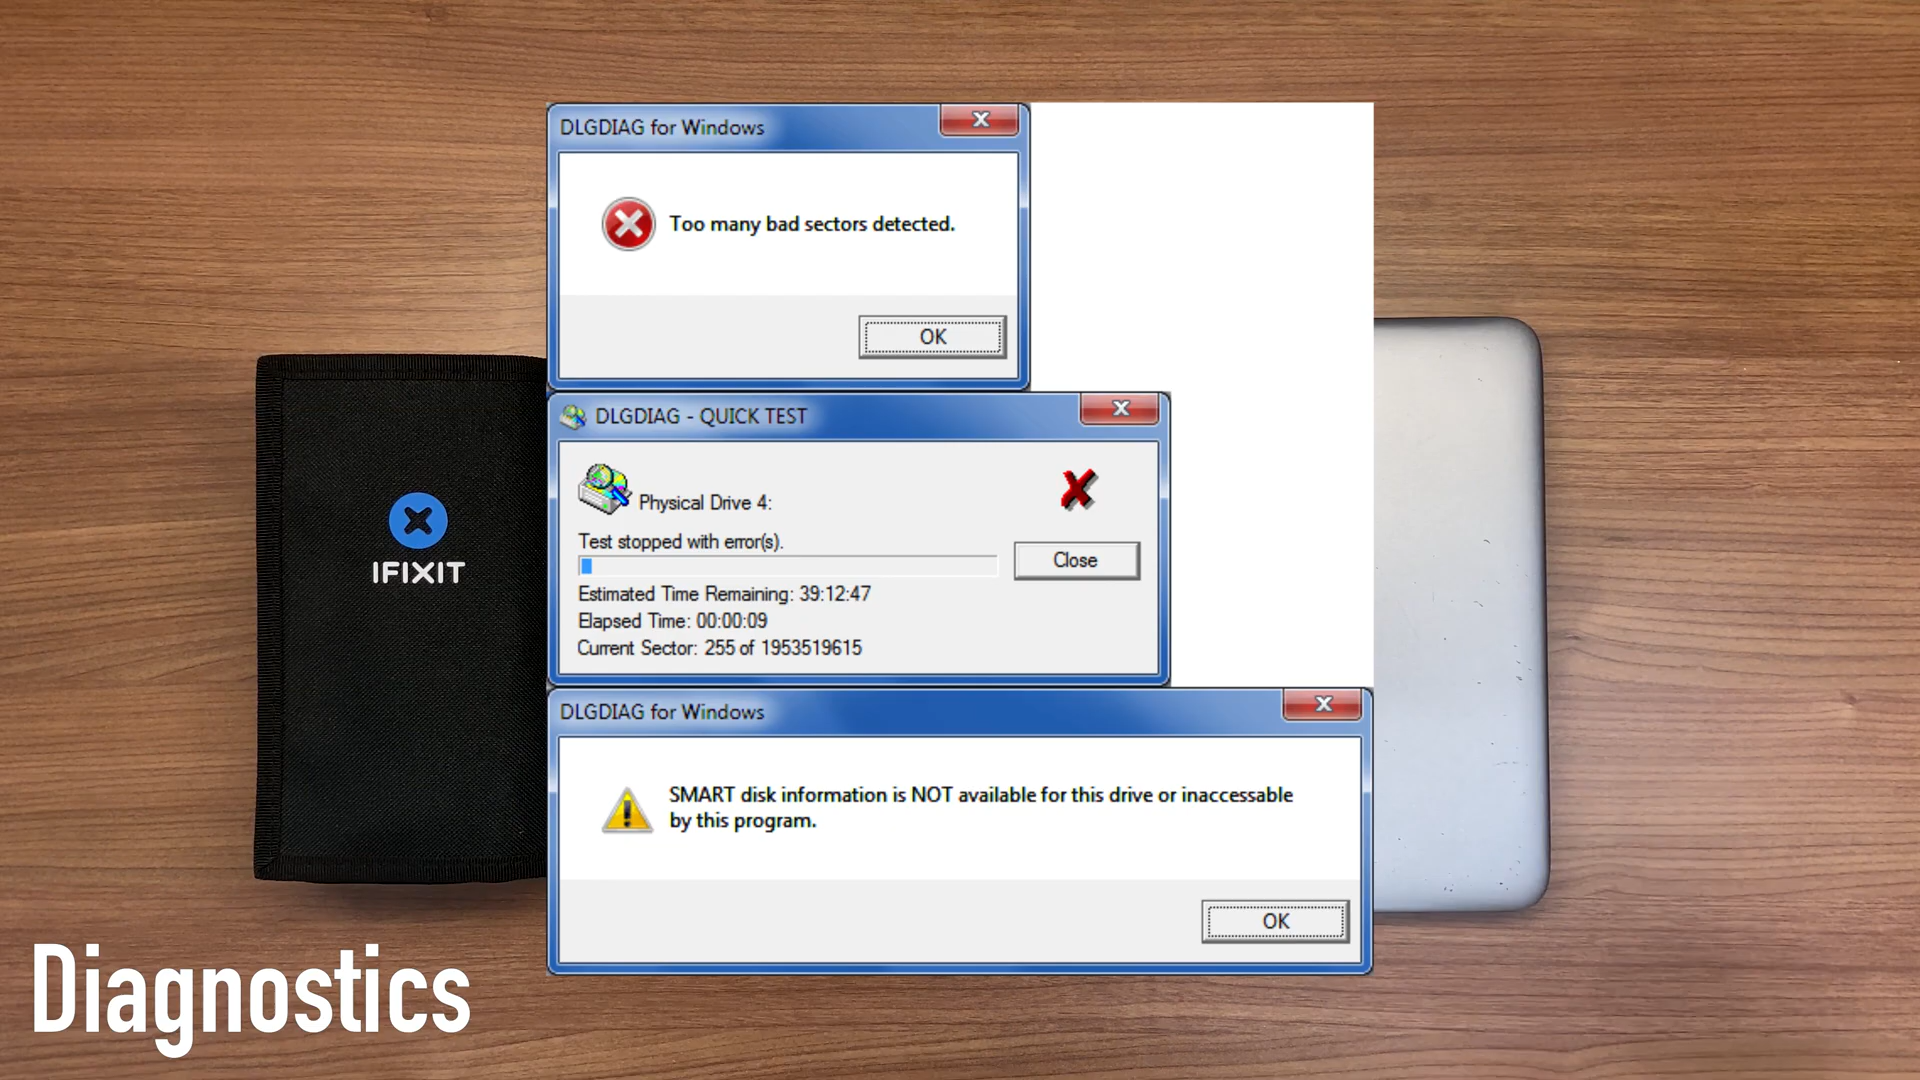 DLGDIAG for Windows
Too many bad sectors detected.
OK
DLGDIAG - QUICK TEST
Physical Drive 4:
Test stopped with error(s).
Close
Estimated Time Remaining: 39:12:47
Elapsed Time: 00:00:09
Current Sector: 255 of 1953519615
DLGDIAG for Windows
SMART disk information is NOT available for this drive or inaccessable
by this program.
OK
IFIXIT
Diagnostics